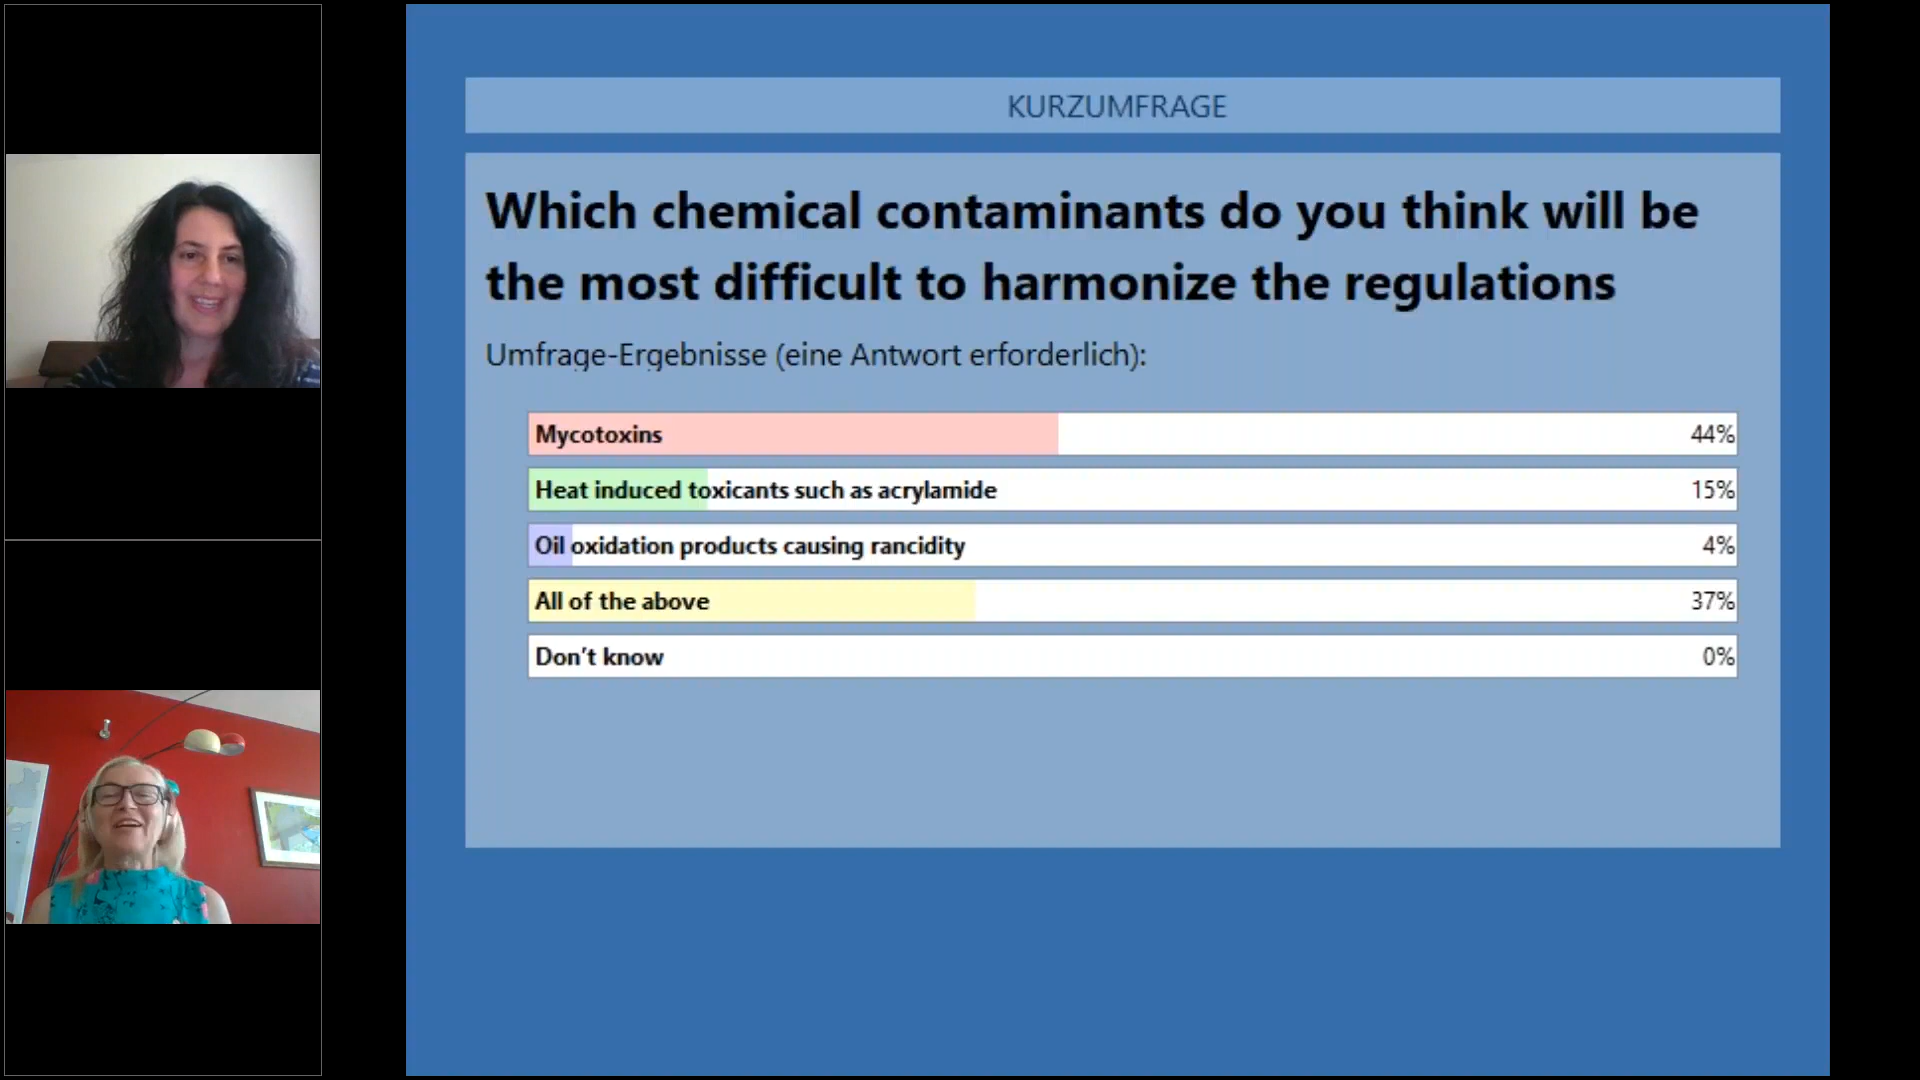 KURZUMFRAGE
Which chemical contaminants do you think will be
the most difficult to harmonize the regulations
Umfrage-Ergebnisse (eine Antwort erforderlich):
Mycotoxins 44%
Heat induced toxicants such as acrylamide 15%
Oil oxidation products causing rancidity 4%
All of the above 37%
Don't know 0%